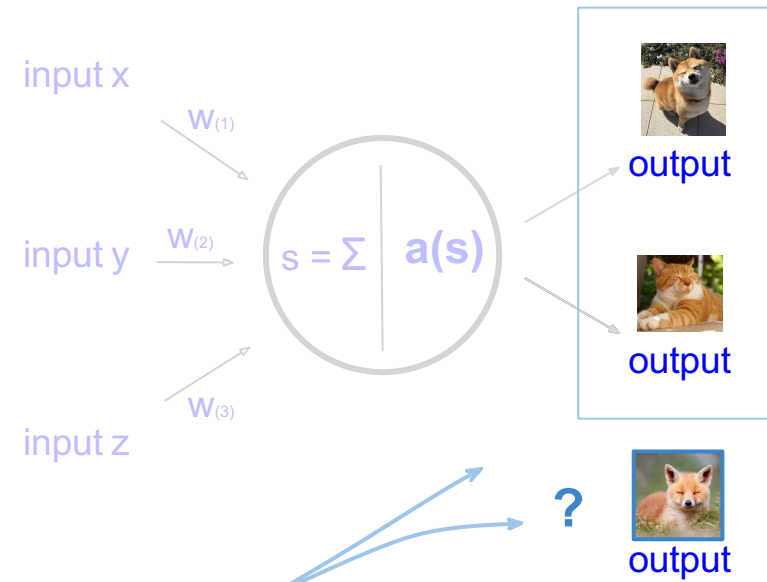 input x
w(1)
output
input y
w(2)
s = Σ
a(s)
output
w(3)
input z
?
output